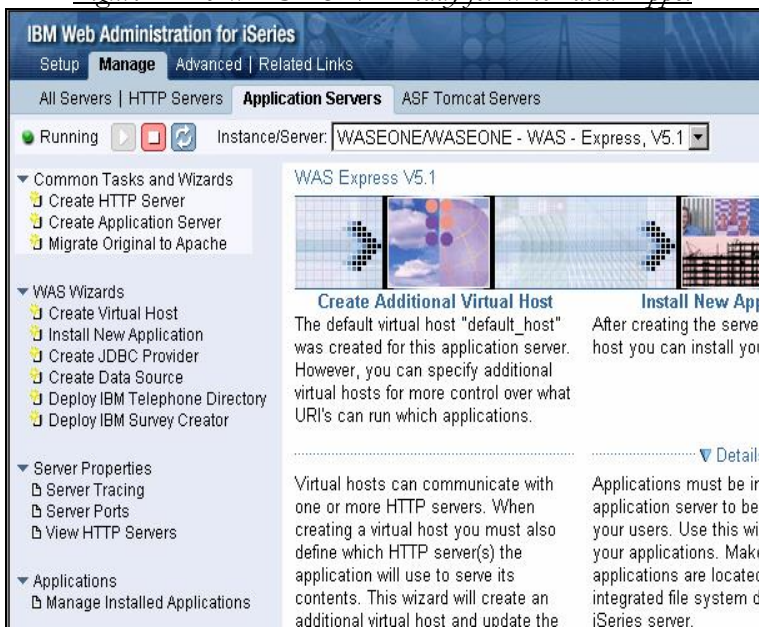 IBM Web Administration for iSeries
Setup Manage Advanced | Related Links
All Servers | HTTP Servers Application Servers ASF Tomcat Servers
Running Instance/Server: WASEONE/WASEONE - WAS - Express, V5.1
Common Tasks and Wizards
Create HTTP Server
Create Application Server
Migrate Original to Apache
WAS Wizards
Create Virtual Host
Install New Application
Create JDBC Provider
Create Data Source
Deploy IBM Telephone Directory
Deploy IBM Survey Creator
Server Properties
Server Tracing
Server Ports
View HTTP Servers
Applications
Manage Installed Applications
WAS Express V5.1
Create Additional Virtual Host
The default virtual host "default_host"
was created for this application server.
However, you can specify additional
virtual hosts for more control over what
URI's can run which applications.
Virtual hosts can communicate with
one or more HTTP servers. When
creating a virtual host you must also
define which HTTP server(s) the
application will use to serve its
contents. This wizard will create an
additional virtual host and update the
Install New App
After creating the serve
host you can install you
Details
Applications must be in
application server to be
your users. Use this wi
your applications. Make
applications are located
integrated file system d
iSeries server.